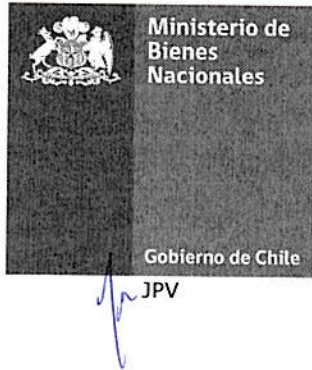 Ministerio de
Bienes
Nacionales
Gobierno de Chile
JPV